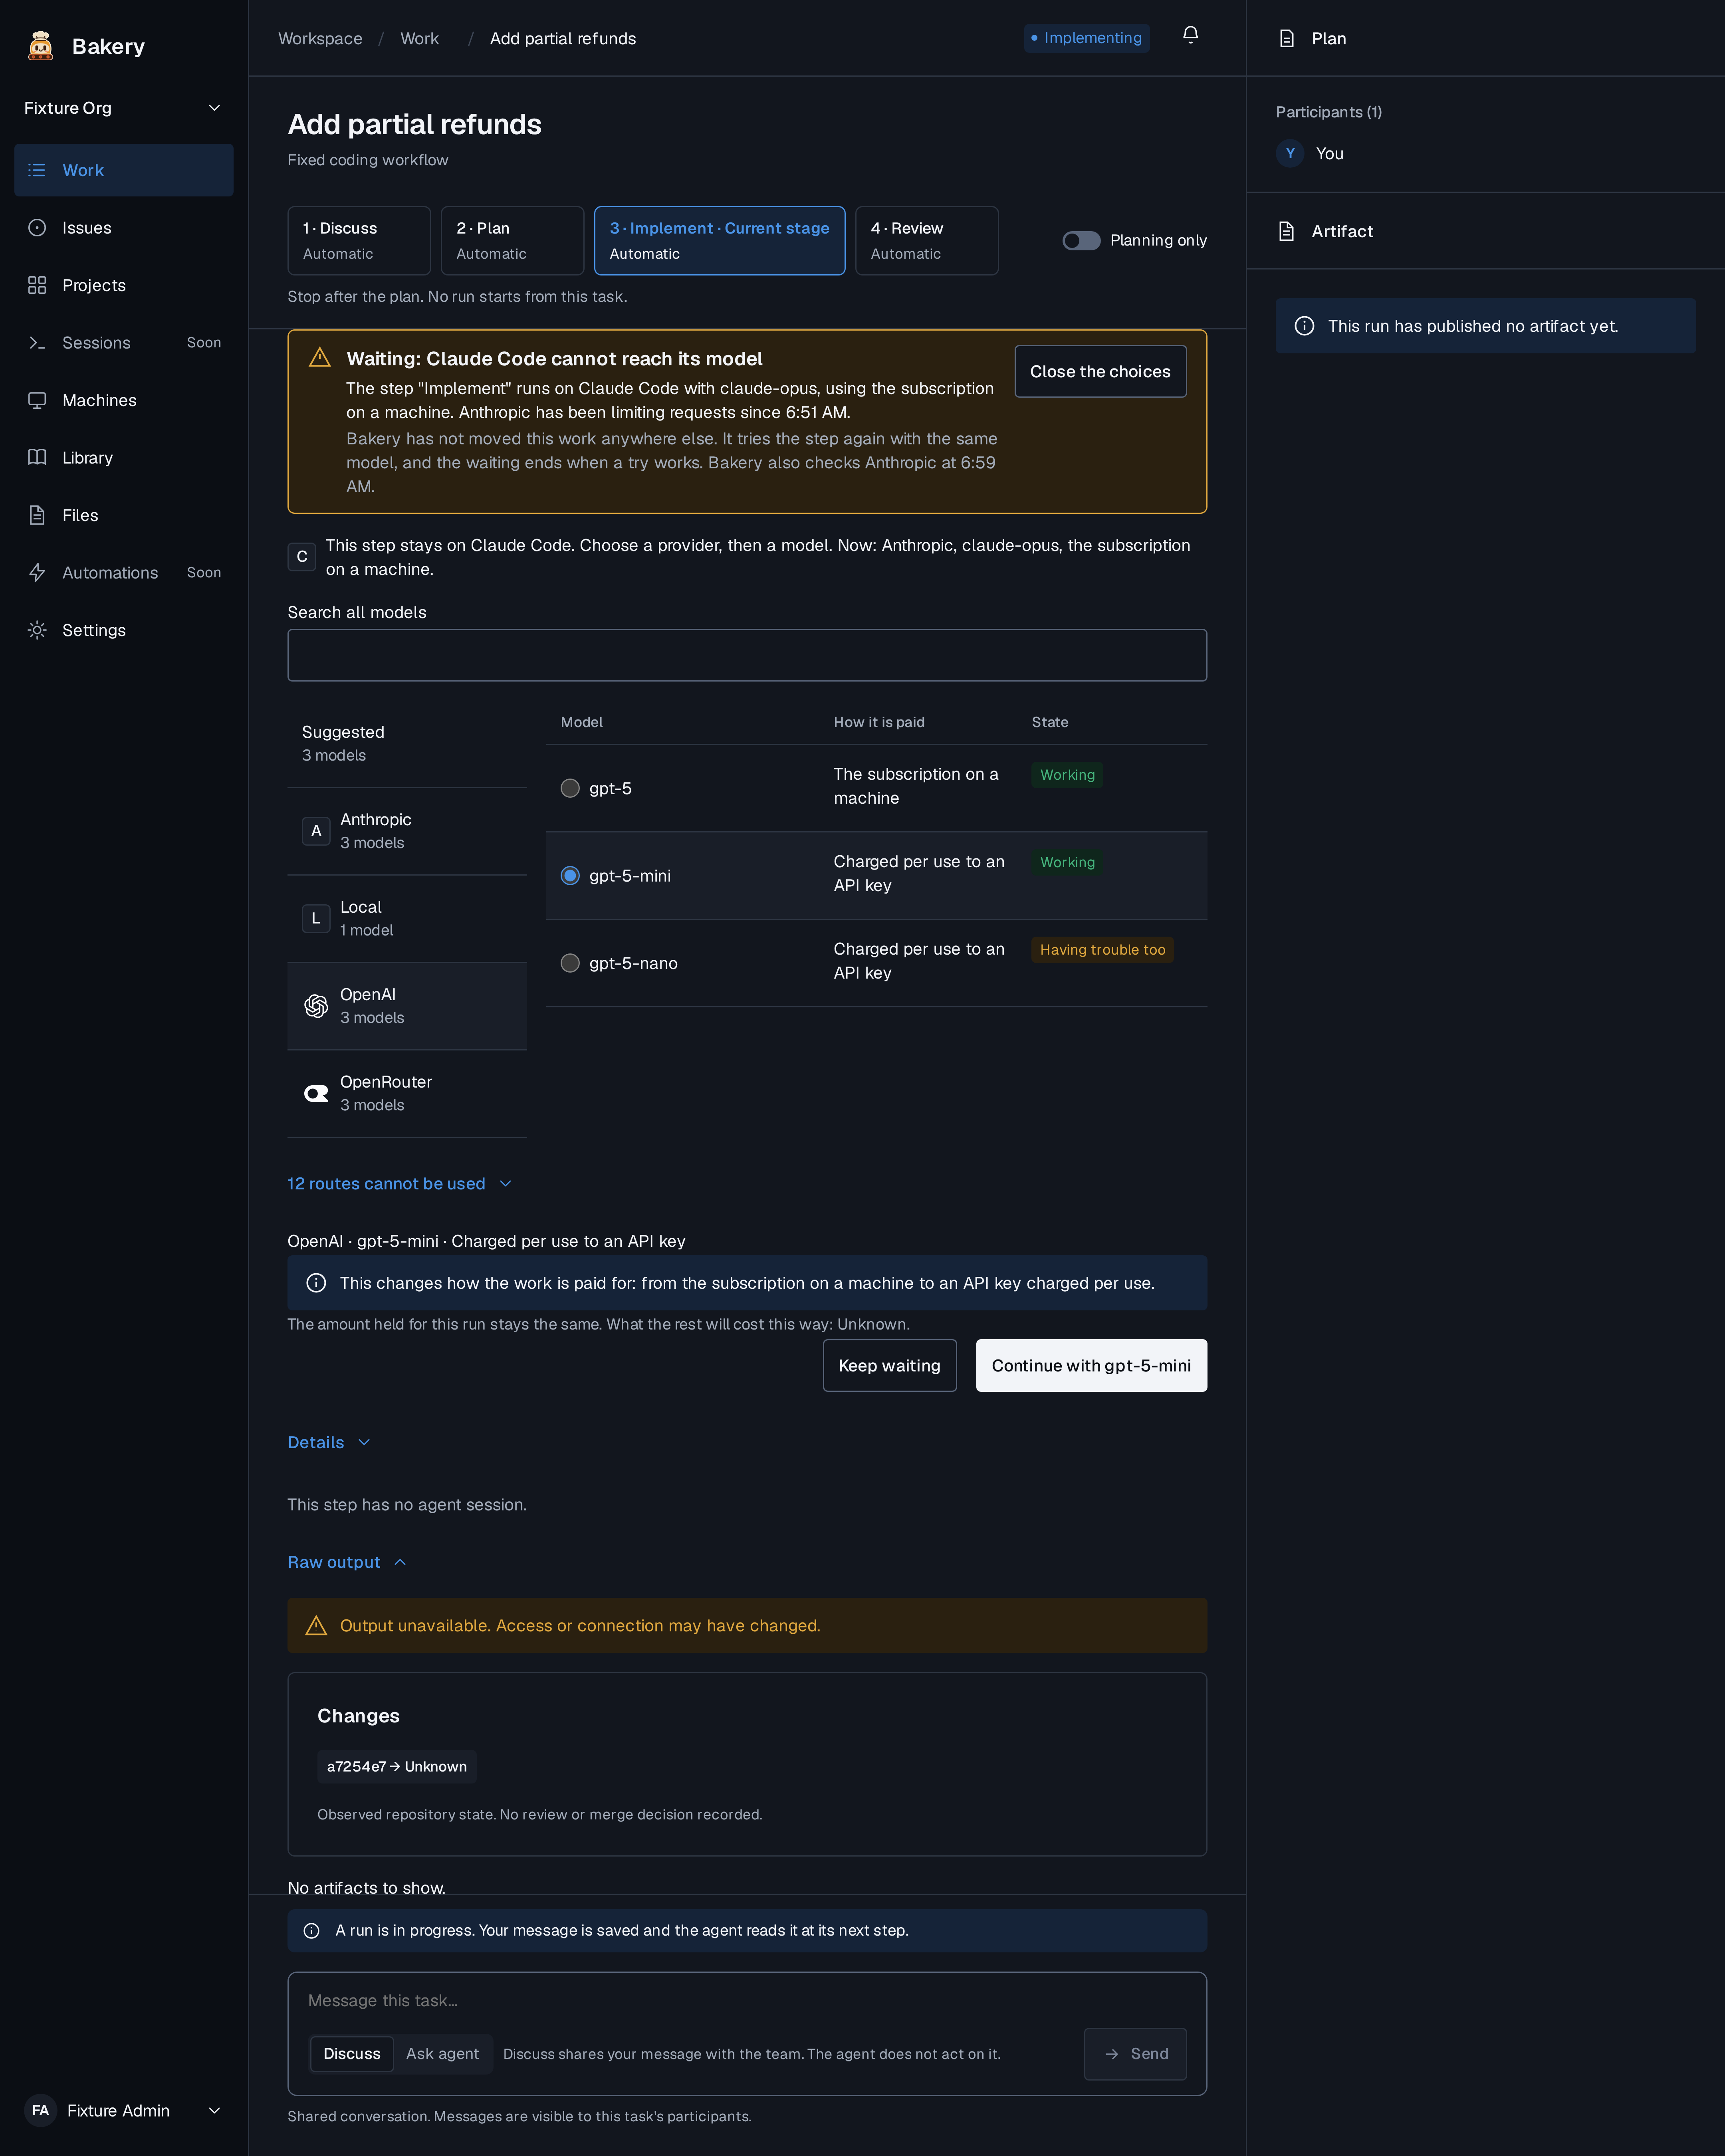 Bakery
Fixture Org
Work
Issues
Projects
Sessions Soon
Machines
Library
Files
Automations Soon
Settings
FA Fixture Admin
Workspace / Work / Add partial refunds
Implementing
Add partial refunds
Fixed coding workflow
1 · Discuss
Automatic
2 · Plan
Automatic
3 · Implement · Current stage
Automatic
4 · Review
Automatic
Planning only
Stop after the plan. No run starts from this task.
Waiting: Claude Code cannot reach its model
The step "Implement" runs on Claude Code with claude-opus, using the subscription
on a machine. Anthropic has been limiting requests since 6:51 AM.
Bakery has not moved this work anywhere else. It tries the step again with the same
model, and the waiting ends when a try works. Bakery also checks Anthropic at 6:59
AM.
Close the choices
C
This step stays on Claude Code. Choose a provider, then a model. Now: Anthropic, claude-opus, the subscription
on a machine.
Search all models
Suggested
3 models
A
Anthropic
3 models
L
Local
1 model
OpenAI
3 models
OpenRouter
3 models
Model How it is paid State
gpt-5
The subscription on a
machine
Working
gpt-5-mini
Charged per use to an
API key
Working
gpt-5-nano
Charged per use to an
API key
Having trouble too
12 routes cannot be used
OpenAI · gpt-5-mini · Charged per use to an API key
This changes how the work is paid for: from the subscription on a machine to an API key charged per use.
The amount held for this run stays the same. What the rest will cost this way: Unknown.
Keep waiting
Continue with gpt-5-mini
Details
This step has no agent session.
Raw output
Output unavailable. Access or connection may have changed.
Changes
a7254e7 → Unknown
Observed repository state. No review or merge decision recorded.
No artifacts to show.
A run is in progress. Your message is saved and the agent reads it at its next step.
Message this task…
Discuss Ask agent Discuss shares your message with the team. The agent does not act on it.
→ Send
Shared conversation. Messages are visible to this task's participants.
Plan
Participants (1)
Y You
Artifact
This run has published no artifact yet.